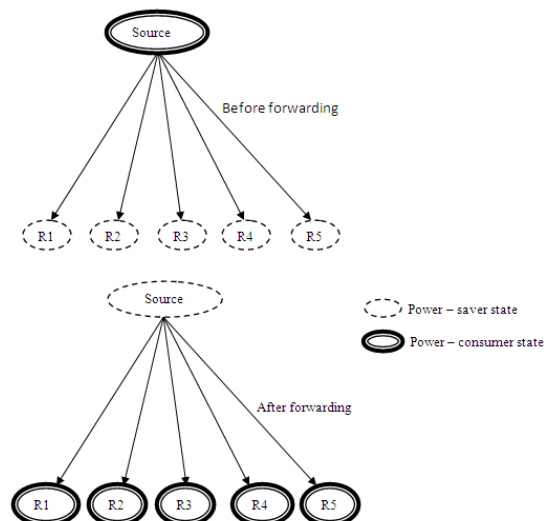 Source
Before forwarding
R1 R2 R3 R4 R5
Source
Power – saver state
Power – consumer state
After forwarding
R1 R2 R3 R4 R5